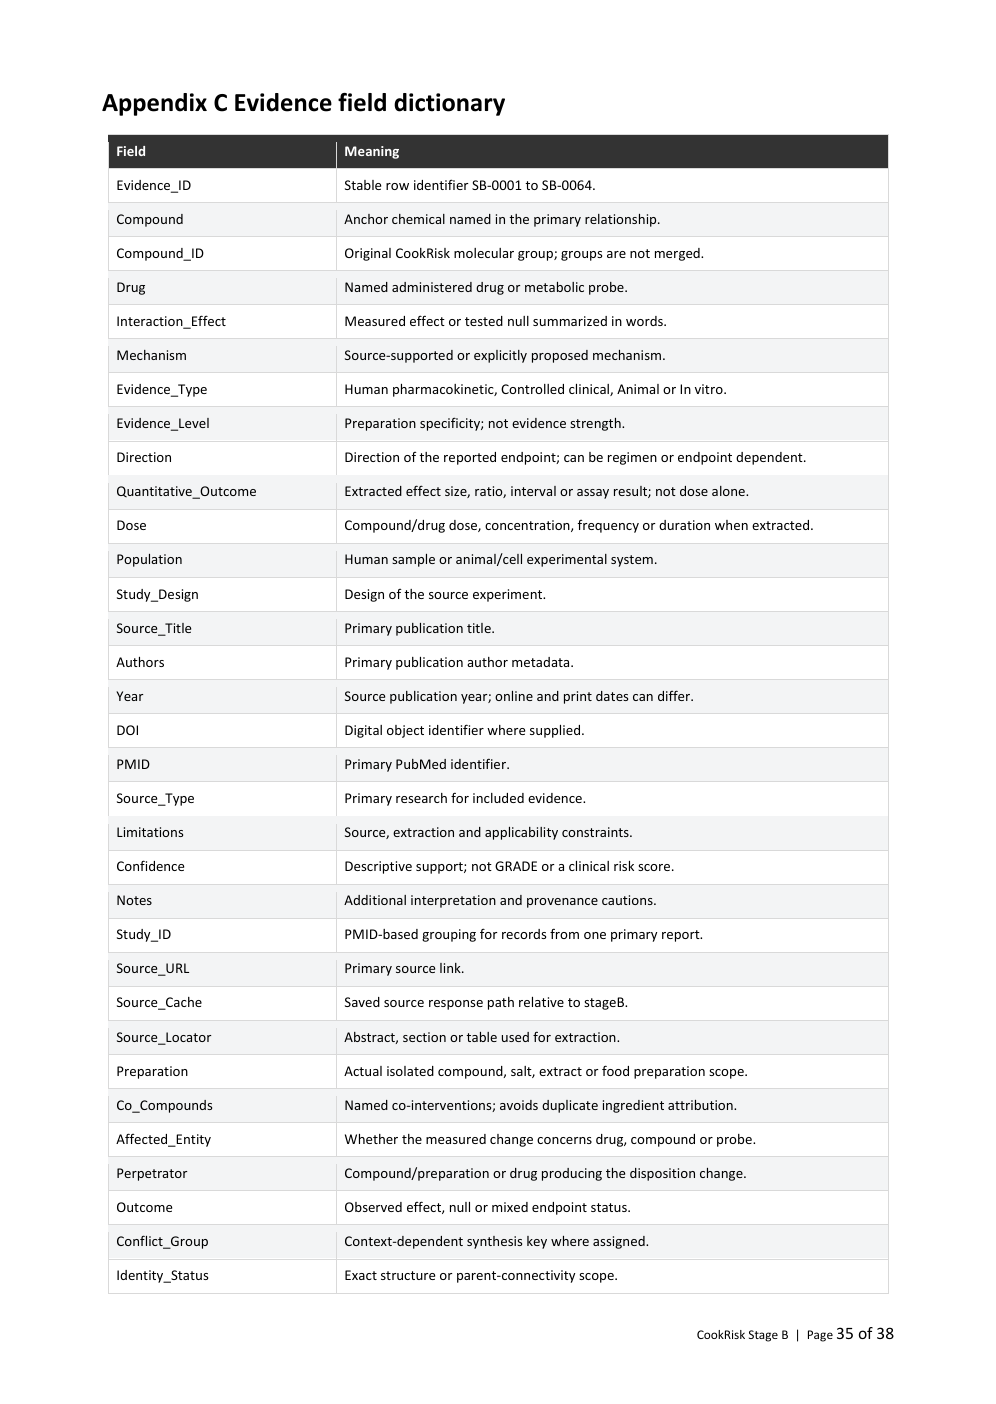 Appendix C Evidence field dictionary
Field Meaning
Evidence_ID Stable row identifier SB-0001 to SB-0064.
Compound Anchor chemical named in the primary relationship.
Compound_ID Original CookRisk molecular group; groups are not merged.
Drug Named administered drug or metabolic probe.
Interaction_Effect Measured effect or tested null summarized in words.
Mechanism Source-supported or explicitly proposed mechanism.
Evidence_Type Human pharmacokinetic, Controlled clinical, Animal or In vitro.
Evidence_Level Preparation specificity; not evidence strength.
Direction Direction of the reported endpoint; can be regimen or endpoint dependent.
Quantitative_Outcome Extracted effect size, ratio, interval or assay result; not dose alone.
Dose Compound/drug dose, concentration, frequency or duration when extracted.
Population Human sample or animal/cell experimental system.
Study_Design Design of the source experiment.
Source_Title Primary publication title.
Authors Primary publication author metadata.
Year Source publication year; online and print dates can differ.
DOI Digital object identifier where supplied.
PMID Primary PubMed identifier.
Source_Type Primary research for included evidence.
Limitations Source, extraction and applicability constraints.
Confidence Descriptive support; not GRADE or a clinical risk score.
Notes Additional interpretation and provenance cautions.
Study_ID PMID-based grouping for records from one primary report.
Source_URL Primary source link.
Source_Cache Saved source response path relative to stageB.
Source_Locator Abstract, section or table used for extraction.
Preparation Actual isolated compound, salt, extract or food preparation scope.
Co_Compounds Named co-interventions; avoids duplicate ingredient attribution.
Affected_Entity Whether the measured change concerns drug, compound or probe.
Perpetrator Compound/preparation or drug producing the disposition change.
Outcome Observed effect, null or mixed endpoint status.
Conflict_Group Context-dependent synthesis key where assigned.
Identity_Status Exact structure or parent-connectivity scope.
CookRisk Stage B | Page 35 of 38